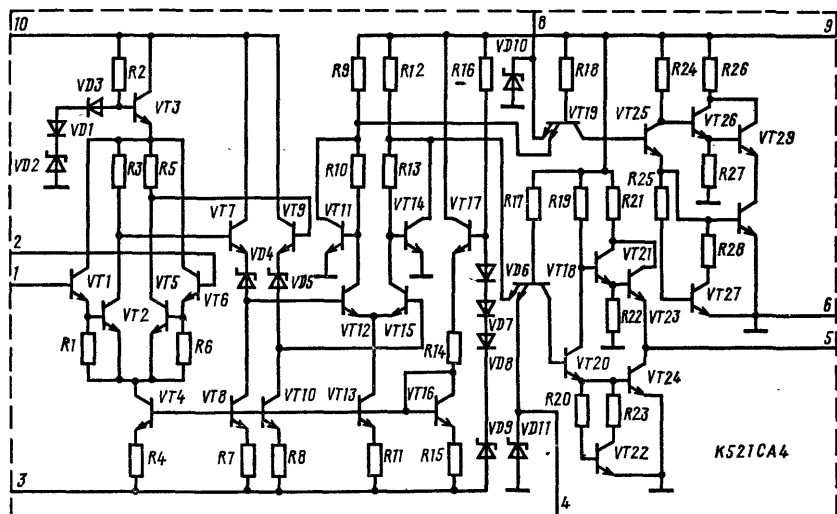 10 8 9
R2 R9 R12 R16 VD10 R18 R24 R26
VD3 VT3 VT19 VT25 VT26 VT29
VD1
VD2 R3 R5 R10 R13 R27
R17 R19 R21 R25
VT7 VT9 VT11 VT14 VT17 R28
2 VD4 VD6 VT18 VT21
1 VT1 VT2 VT5 VT6 VD5 VT12 VT15 VD7 R22 VT23 VT27 6
R1 R6 R14 VD8 VT20 VT24 5
VT4 VT8 VT10 VT13 VT16 R20 R23
VD9 VD11 VT22
R4 R7 R8 R11 R15 К521СА4
3 4